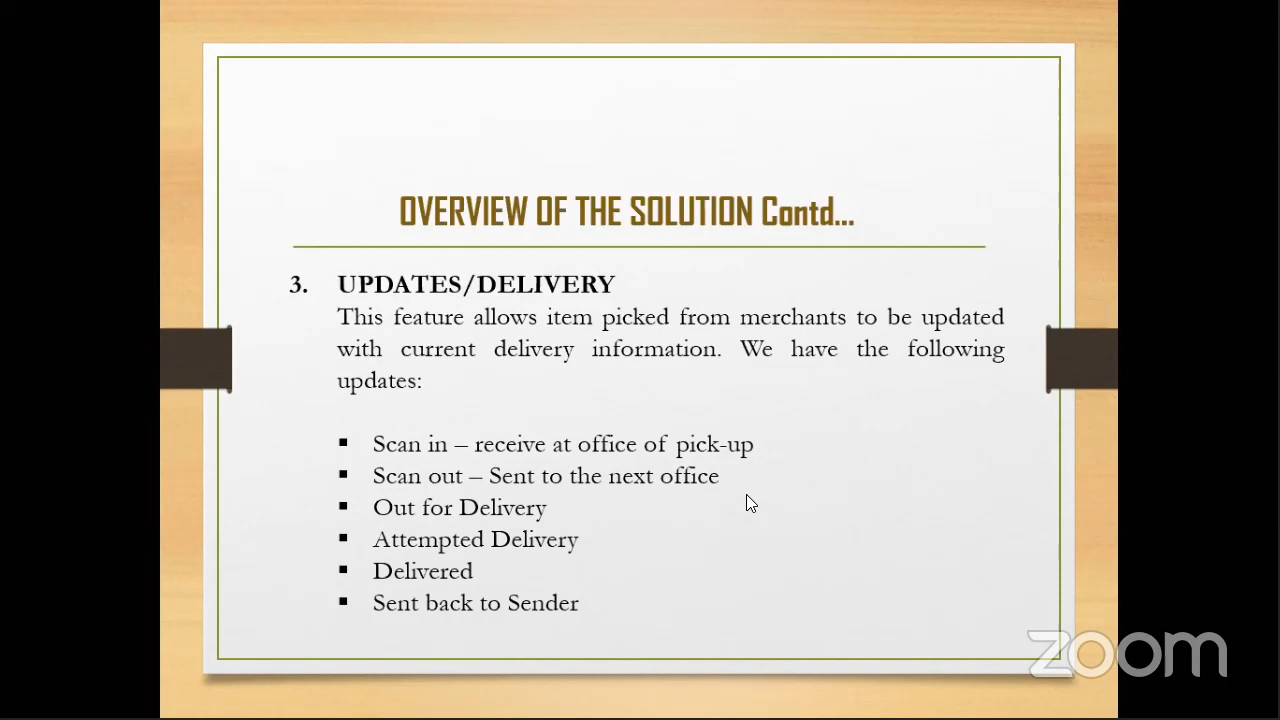 OVERVIEW OF THE SOLUTION Contd...
3. UPDATES/DELIVERY
This feature allows item picked from merchants to be updated
with current delivery information. We have the following
updates:
▪ Scan in – receive at office of pick-up
▪ Scan out – Sent to the next office
▪ Out for Delivery
▪ Attempted Delivery
▪ Delivered
▪ Sent back to Sender
zoom